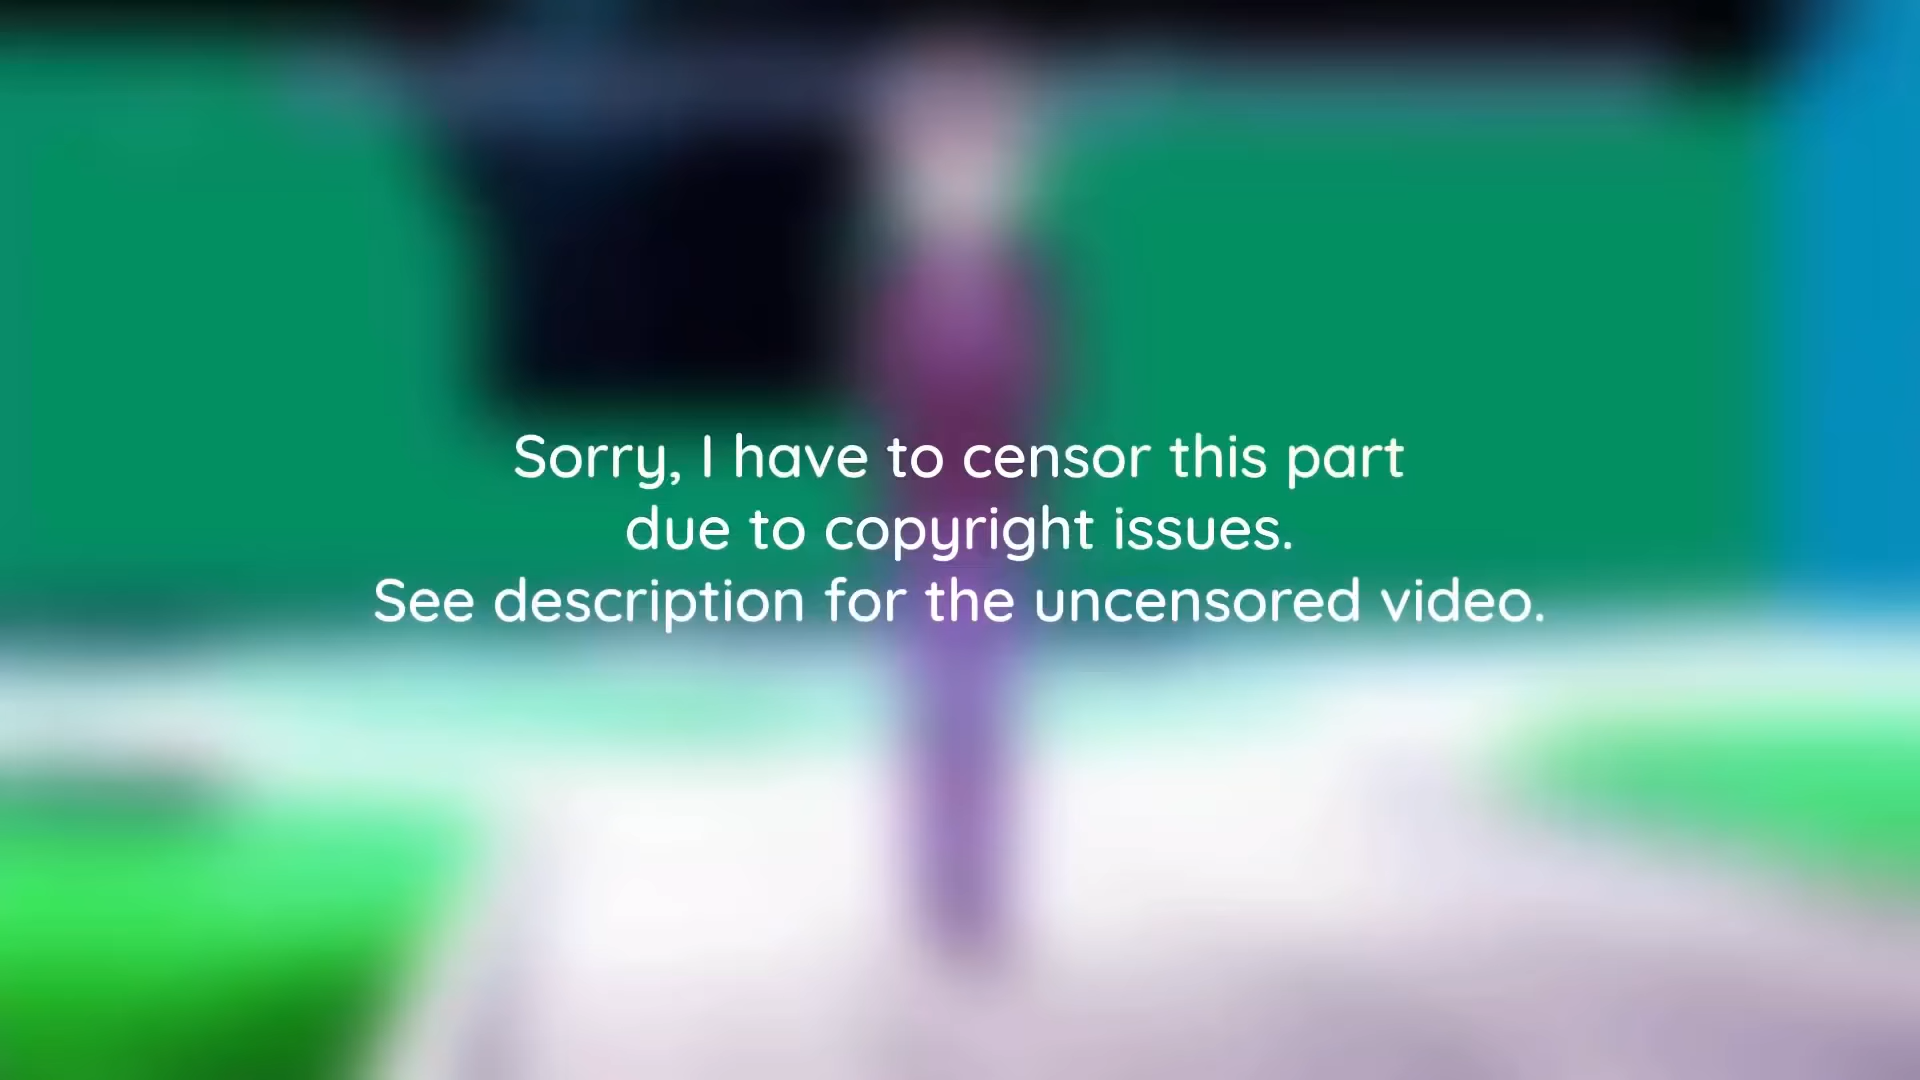 Sorry, I have to censor this part
due to copyright issues.
See description for the uncensored video.